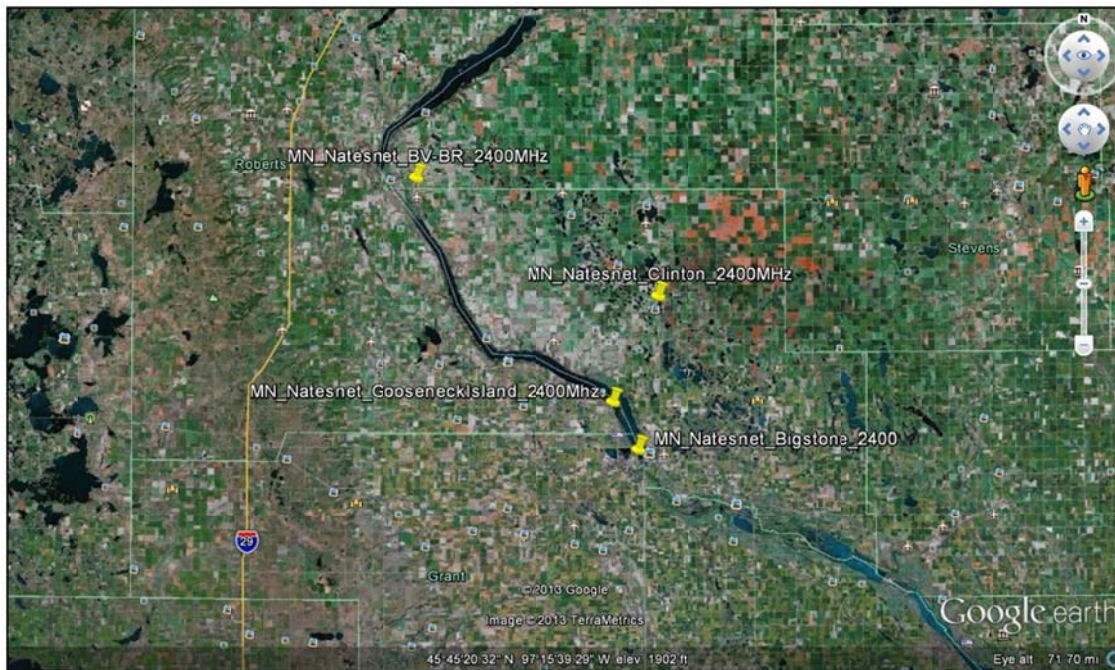 N
Roberts
MN_Natesnet_BV-BR_2400MHz
Stevens
MN_Natesnet_Clinton_2400MHz
MN_Natesnet_GooseneckIsland_2400Mhz
MN_Natesnet_Bigstone_2400
29
Grant
©2013 Google
Image ©2013 TerraMetrics
Google earth
45°45'20.32" N 97°15'39.29" W elev 1902 ft
Eye alt 71.70 mi